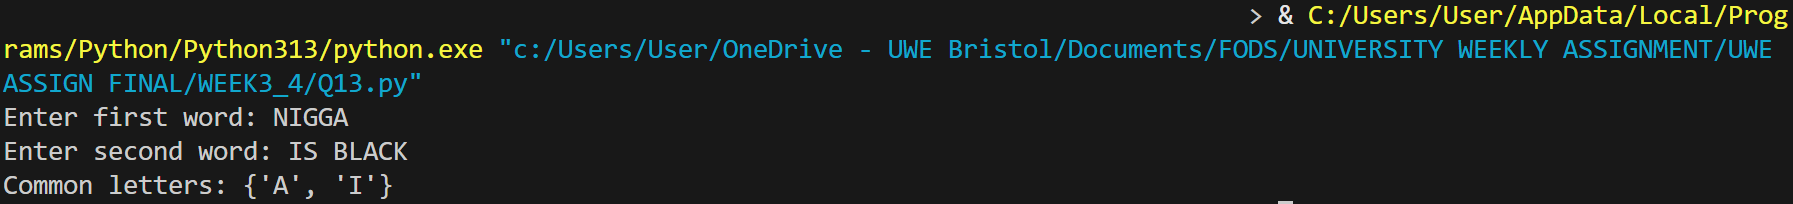 > & C:/Users/User/AppData/Local/Prog
rams/Python/Python313/python.exe "c:/Users/User/OneDrive - UWE Bristol/Documents/FODS/UNIVERSITY WEEKLY ASSIGNMENT/UWE
ASSIGN FINAL/WEEK3_4/Q13.py"
Enter first word: NIGGA
Enter second word: IS BLACK
Common letters: {'A', 'I'}